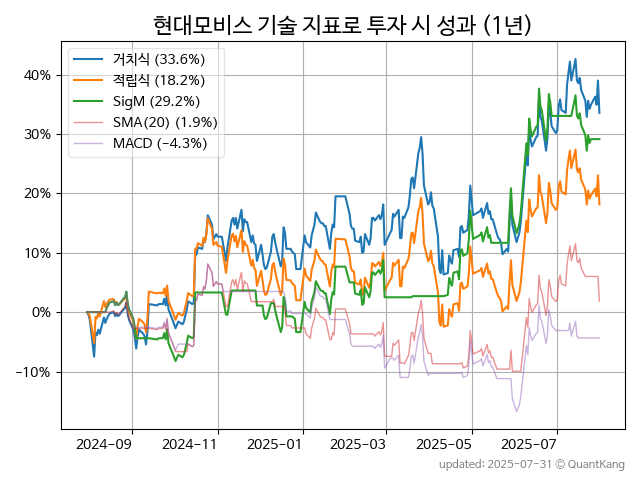 현대모비스 기술 지표로 투자 시 성과 (1년)
거치식 (33.6%)
적립식 (18.2%)
SigM (29.2%)
SMA(20) (1.9%)
MACD (−4.3%)
40%
30%
20%
10%
0%
−10%
2024-09 2024-11 2025-01 2025-03 2025-05 2025-07
updated: 2025-07-31 © QuantKang